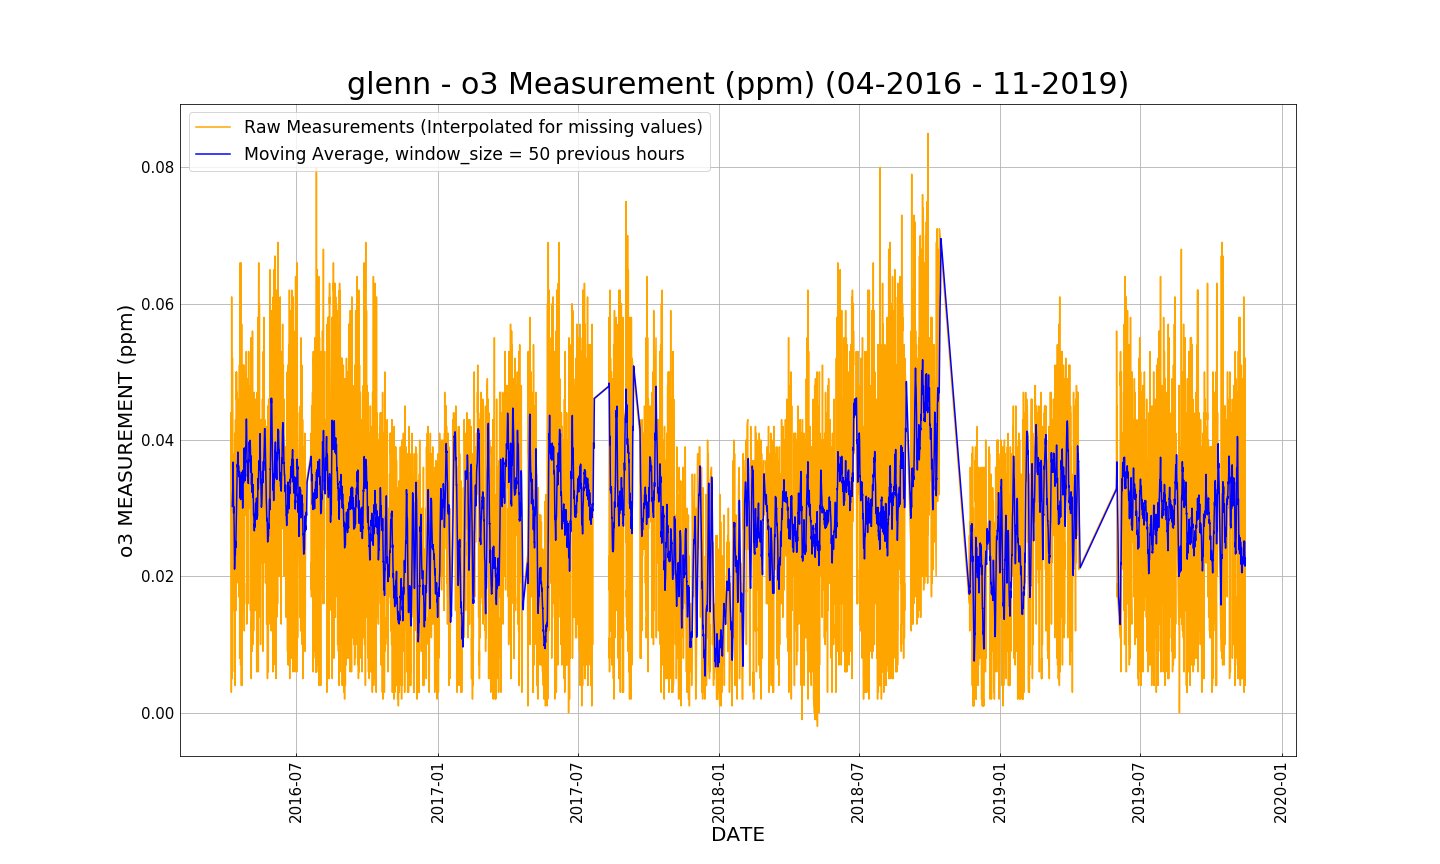 glenn - o3 Measurement (ppm) (04-2016 - 11-2019)
Raw Measurements (Interpolated for missing values)
Moving Average, window_size = 50 previous hours
o3 MEASUREMENT (ppm)
0.08
0.06
0.04
0.02
0.00
2016-07
2017-01
2017-07
2018-01
2018-07
2019-01
2019-07
2020-01
DATE